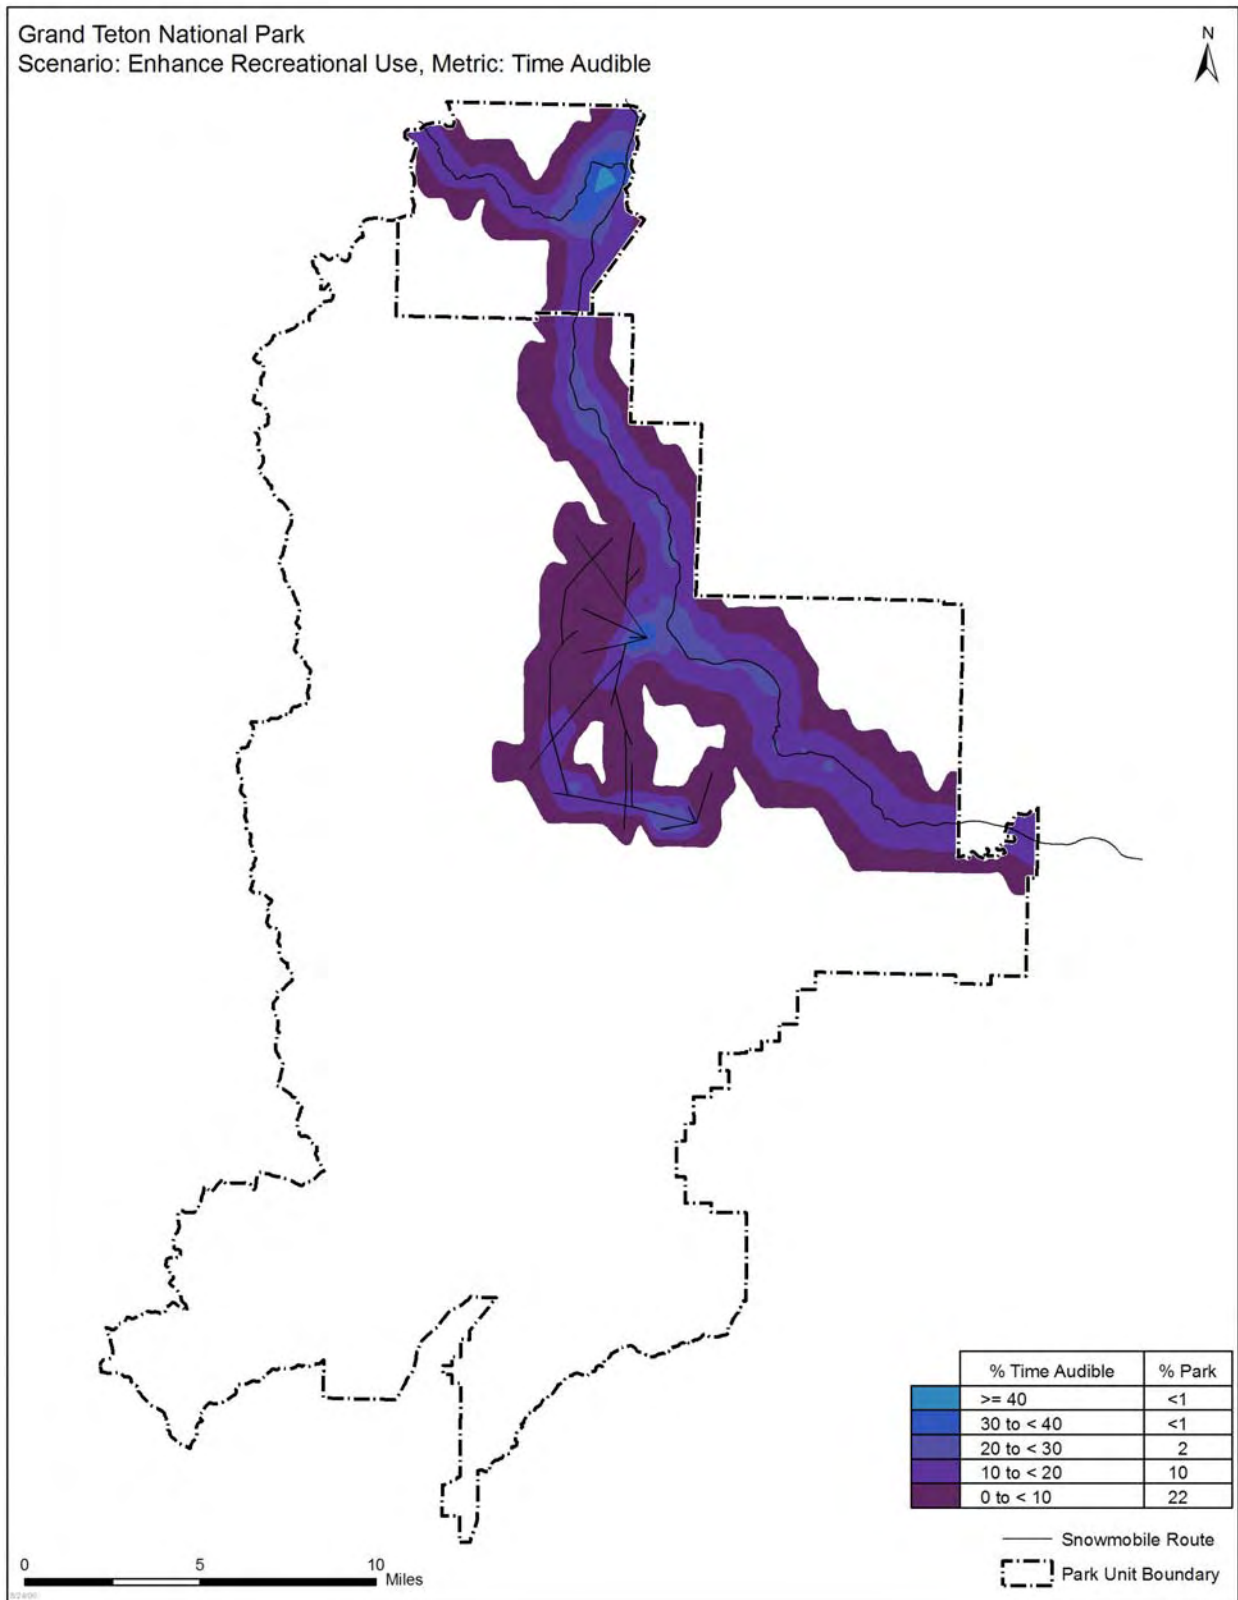 Grand Teton National Park
Scenario: Enhance Recreational Use, Metric: Time Audible
N
% Time Audible % Park
>= 40 <1
30 to < 40 <1
20 to < 30 2
10 to < 20 10
0 to < 10 22
Snowmobile Route
Park Unit Boundary
0 5 10
Miles